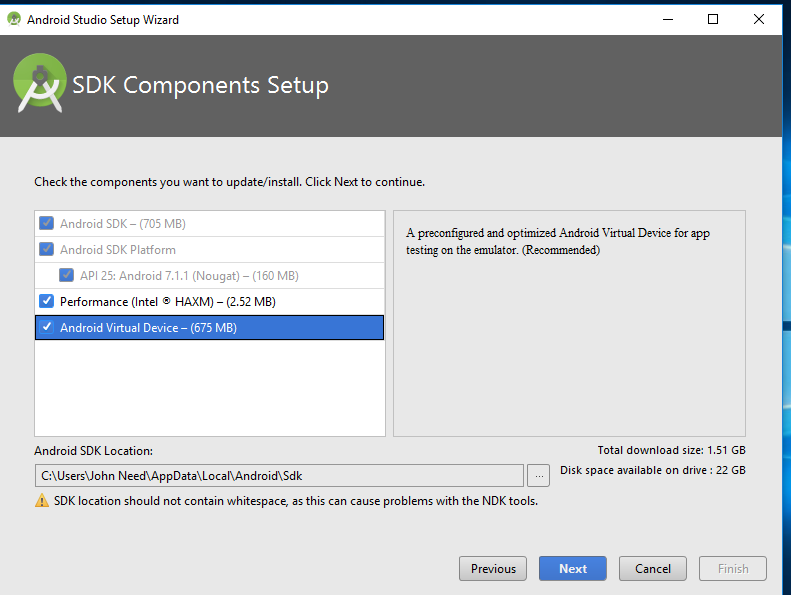 Android Studio Setup Wizard
SDK Components Setup
Check the components you want to update/install. Click Next to continue.
Android SDK – (705 MB)
Android SDK Platform
API 25: Android 7.1.1 (Nougat) – (160 MB)
Performance (Intel ® HAXM) – (2.52 MB)
Android Virtual Device – (675 MB)
A preconfigured and optimized Android Virtual Device for app
testing on the emulator. (Recommended)
Android SDK Location:
Total download size: 1.51 GB
C:\Users\John Need\AppData\Local\Android\Sdk
...
Disk space available on drive : 22 GB
SDK location should not contain whitespace, as this can cause problems with the NDK tools.
Previous
Next
Cancel
Finish